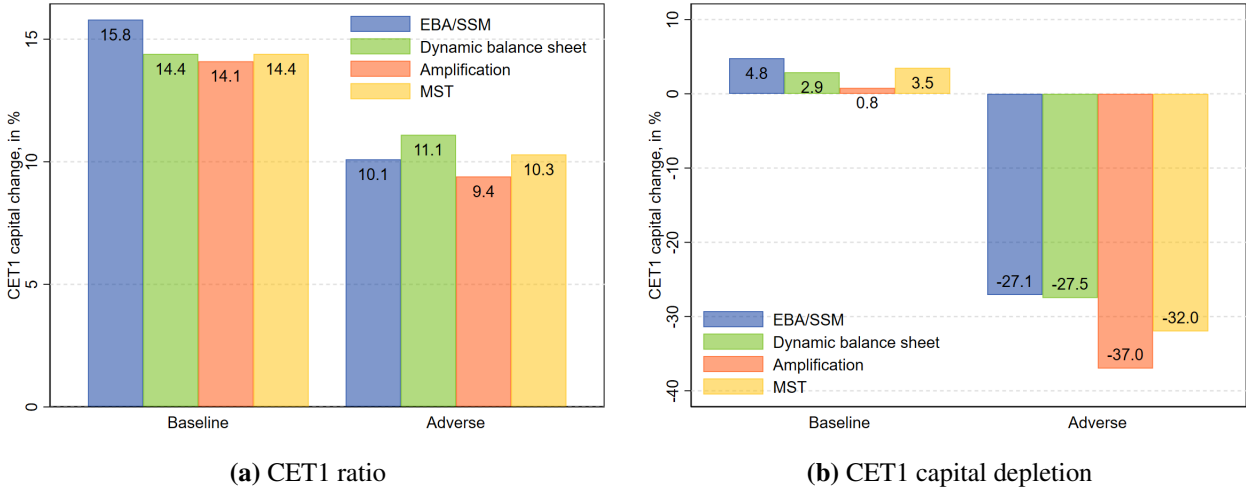 CET1 capital change, in %
15
10
5
0
15.8
14.4
14.1
14.4
10.1
11.1
9.4
10.3
EBA/SSM
Dynamic balance sheet
Amplification
MST
Baseline
Adverse
(a) CET1 ratio
CET1 capital change, in %
10
0
-10
-20
-30
-40
4.8
2.9
0.8
3.5
-27.1
-27.5
-37.0
-32.0
EBA/SSM
Dynamic balance sheet
Amplification
MST
Baseline
Adverse
(b) CET1 capital depletion